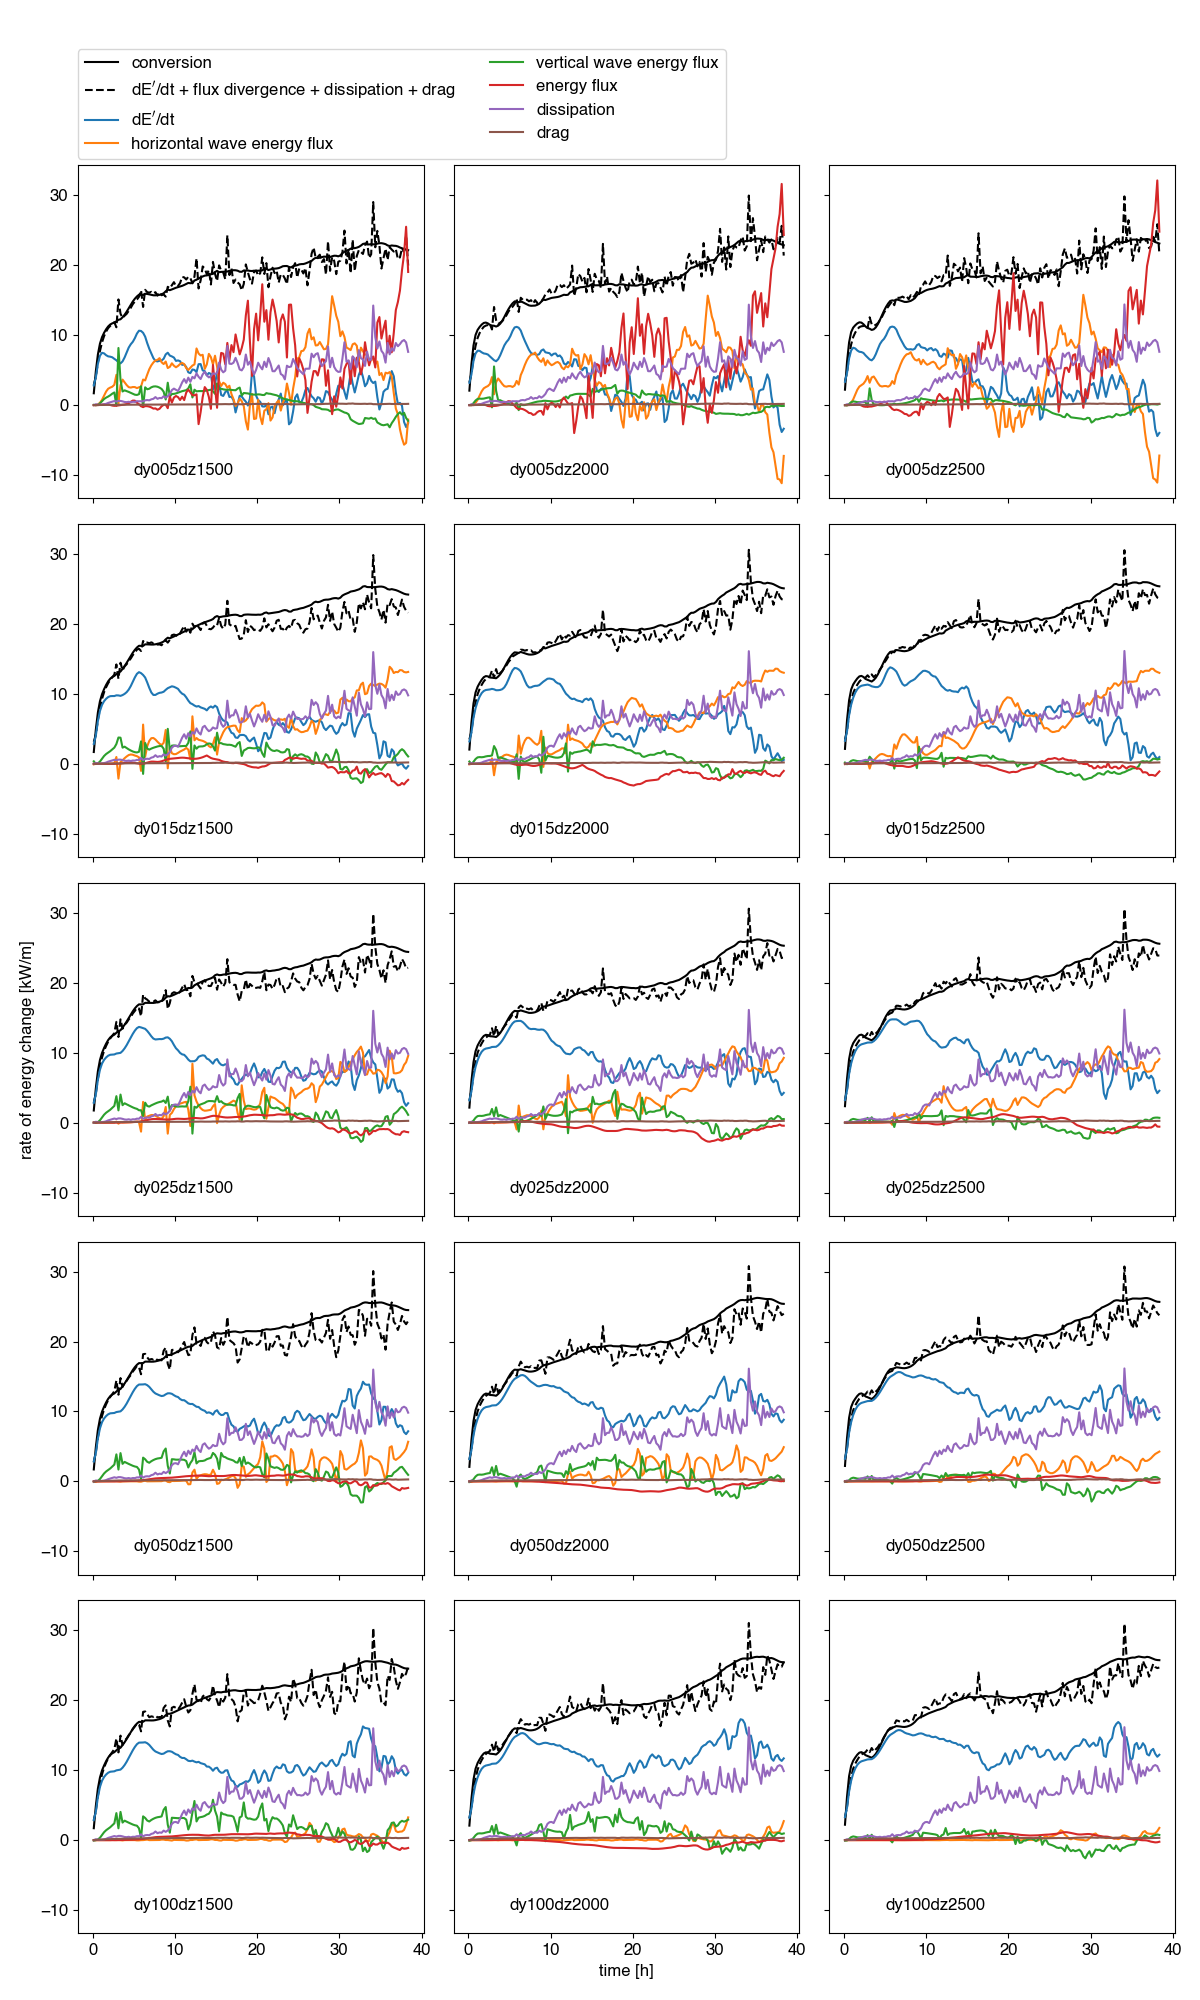 conversion
dE′/dt + flux divergence + dissipation + drag
dE′/dt
horizontal wave energy flux
vertical wave energy flux
energy flux
dissipation
drag
30
20
10
0
−10
dy005dz1500
dy005dz2000
dy005dz2500
30
20
10
0
−10
dy015dz1500
dy015dz2000
dy015dz2500
rate of energy change [kW/m]
30
20
10
0
−10
dy025dz1500
dy025dz2000
dy025dz2500
30
20
10
0
−10
dy050dz1500
dy050dz2000
dy050dz2500
30
20
10
0
−10
dy100dz1500
dy100dz2000
dy100dz2500
0 10 20 30 40
0 10 20 30 40
0 10 20 30 40
time [h]